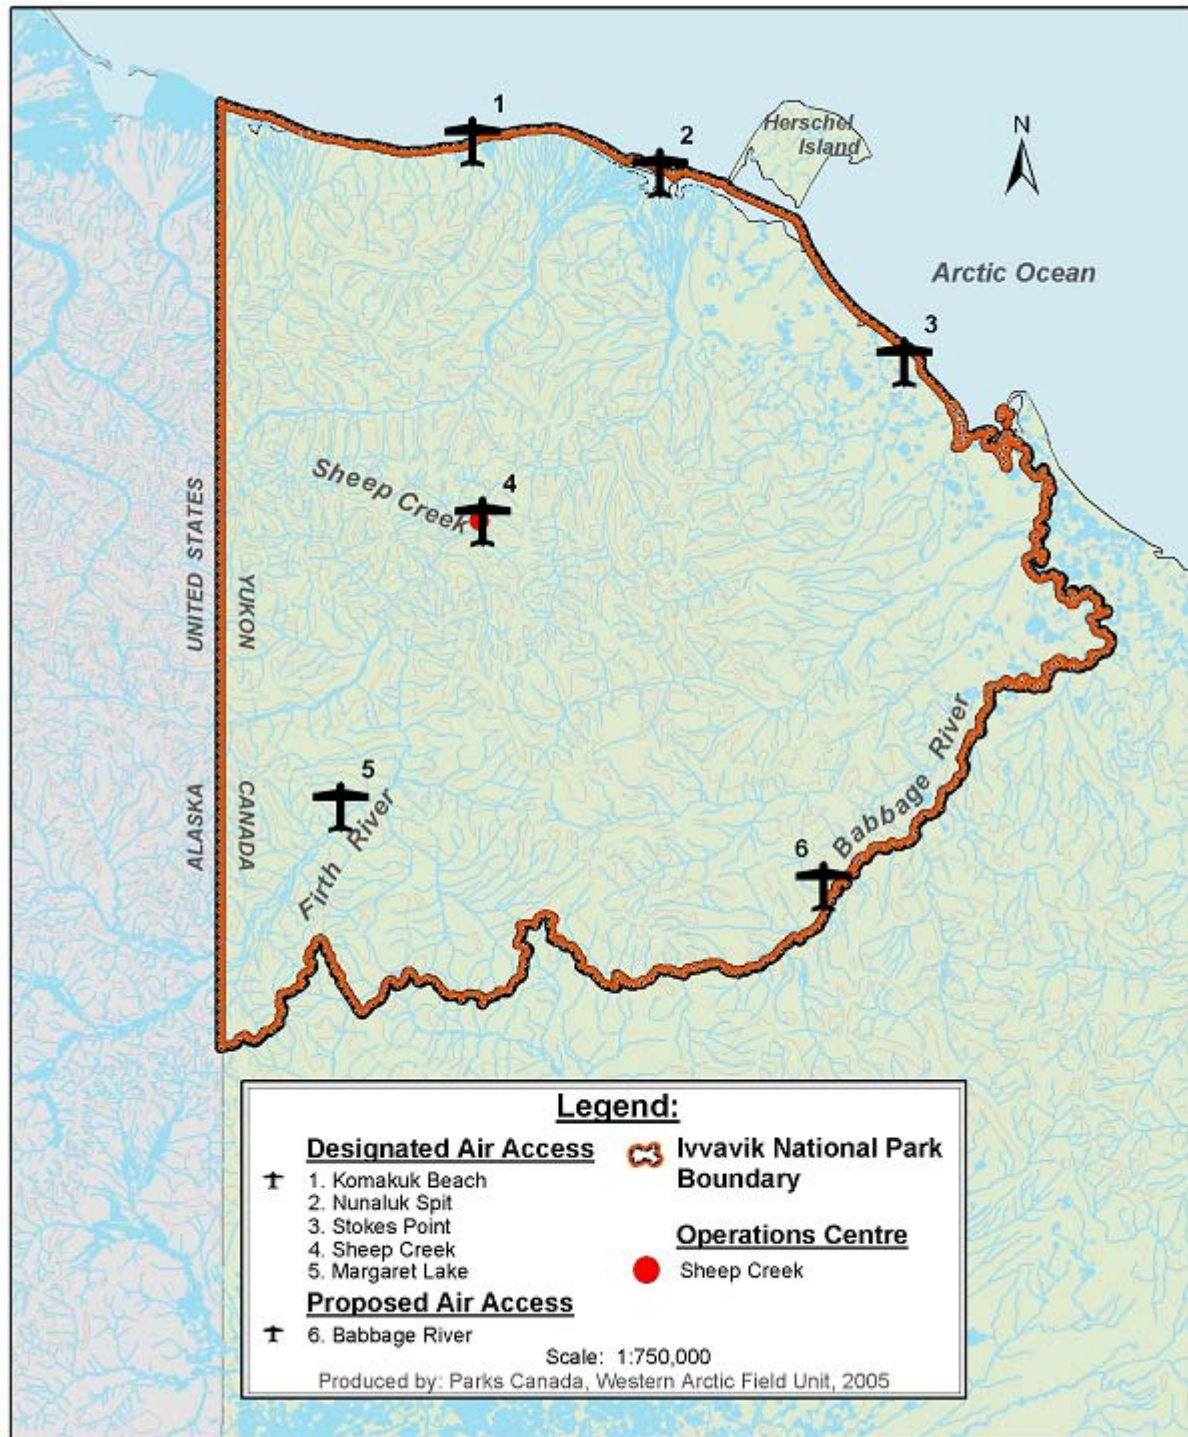 1
2
Herschel
Island
N
Arctic Ocean
3
Sheep Creek
4
UNITED STATES
YUKON
Babbage River
5
ALASKA
CANADA
Firth River
6
Legend:
Designated Air Access
1. Komakuk Beach
2. Nunaluk Spit
3. Stokes Point
4. Sheep Creek
5. Margaret Lake
Proposed Air Access
6. Babbage River
Ivvavik National Park
Boundary
Operations Centre
Sheep Creek
Scale: 1:750,000
Produced by: Parks Canada, Western Arctic Field Unit, 2005